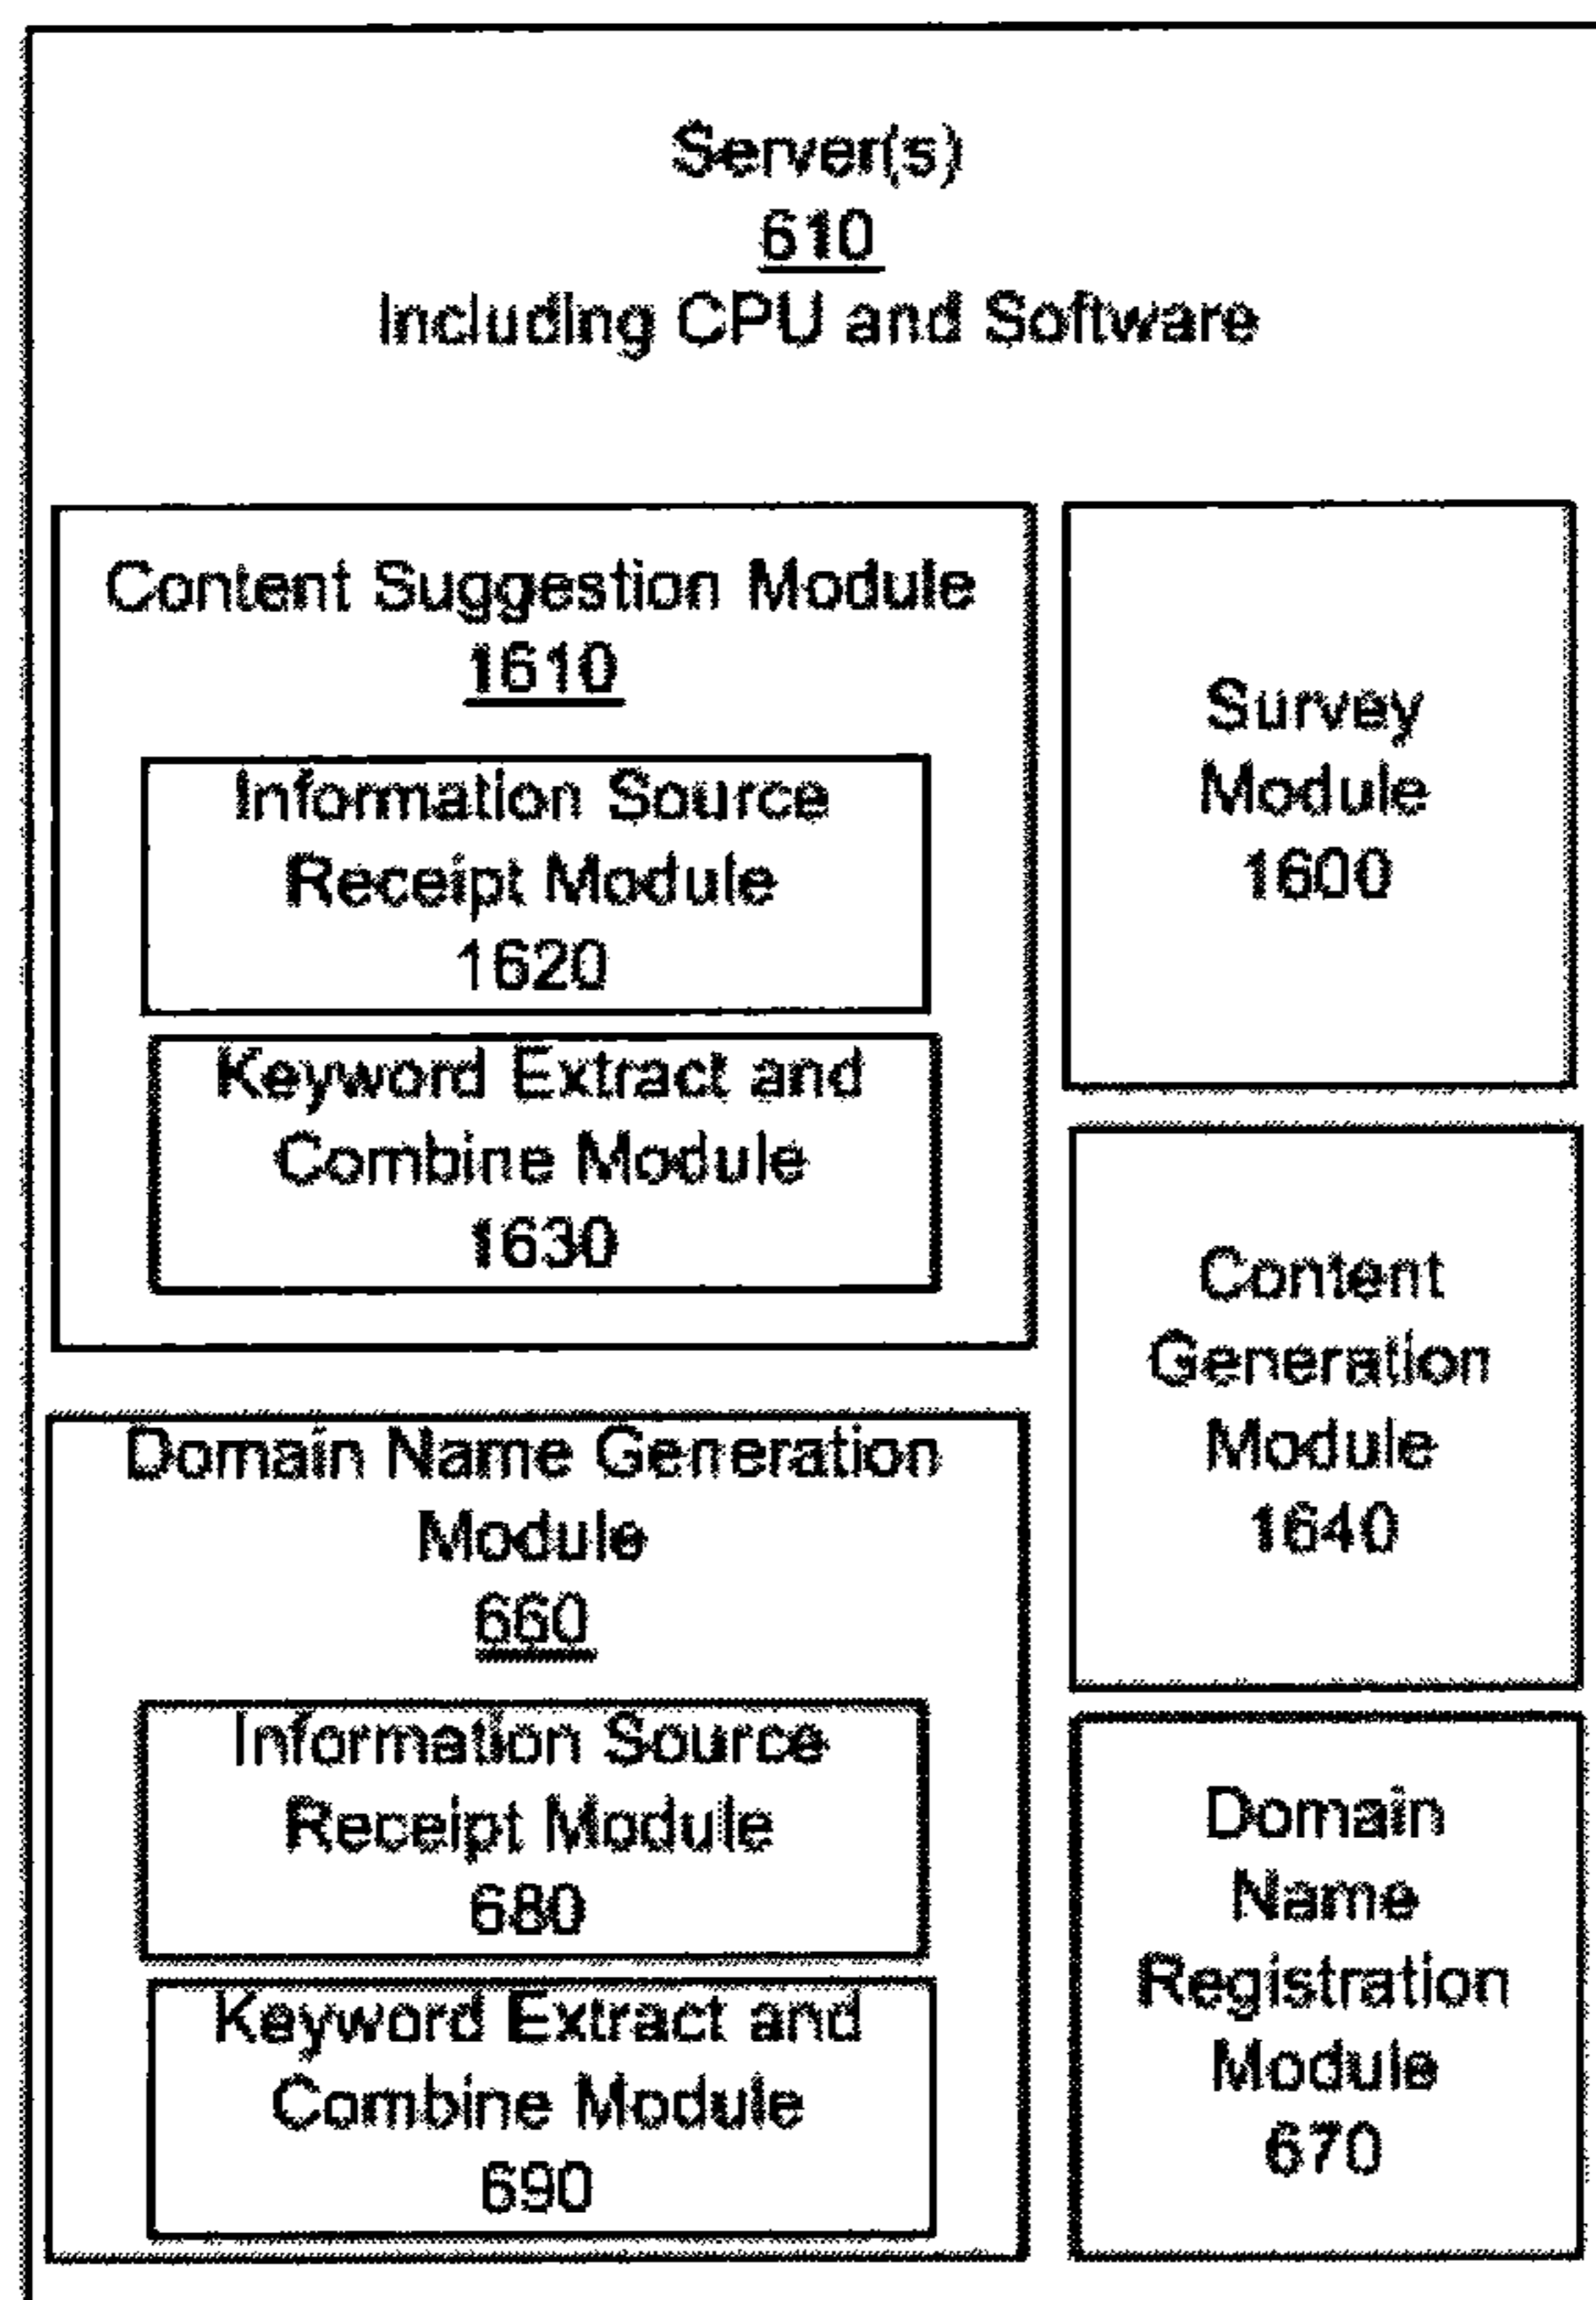 Server(s)
610
Including CPU and Software
Content Suggestion Module
1610
Information Source
Receipt Module
1620
Keyword Extract and
Combine Module
1630
Survey
Module
1600
Content
Generation
Module
1640
Domain Name Generation
Module
660
Information Source
Receipt Module
680
Keyword Extract and
Combine Module
690
Domain
Name
Registration
Module
670